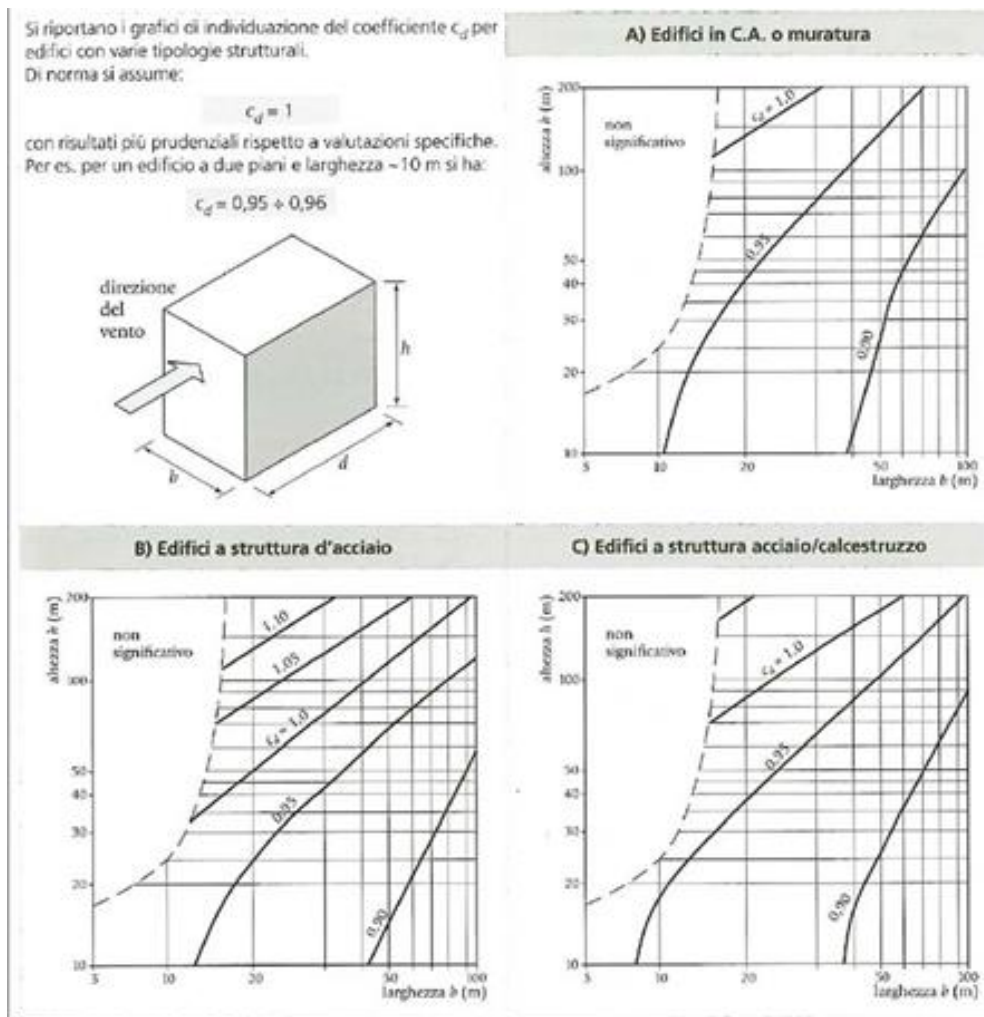 Si riportano i grafici di individuazione del coefficiente c_d per
edifici con varie tipologie strutturali.
Di norma si assume:
c_d = 1
con risultati più prudenziali rispetto a valutazioni specifiche.
Per es. per un edificio a due piani e larghezza ~10 m si ha:
c_d = 0,95 ÷ 0,96
direzione
del
vento
h
b
d
A) Edifici in C.A. o muratura
altezza h (m)
200
100
50
40
30
20
10
non
significativo
c_d = 1,0
0,95
0,90
5 10 20 50 100
larghezza b (m)
B) Edifici a struttura d'acciaio
altezza h (m)
200
100
50
40
30
20
10
non
significativo
1,10
1,05
c_d = 1,0
0,95
0,90
5 10 20 50 100
larghezza b (m)
C) Edifici a struttura acciaio/calcestruzzo
altezza h (m)
200
100
50
40
30
20
10
non
significativo
c_d = 1,0
0,95
0,90
5 10 20 50 100
larghezza b (m)